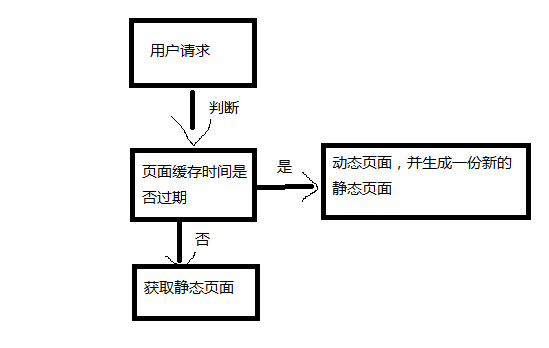 用户请求
判断
页面缓存时间是
否过期
是
动态页面，并生成一份新的
静态页面
否
获取静态页面